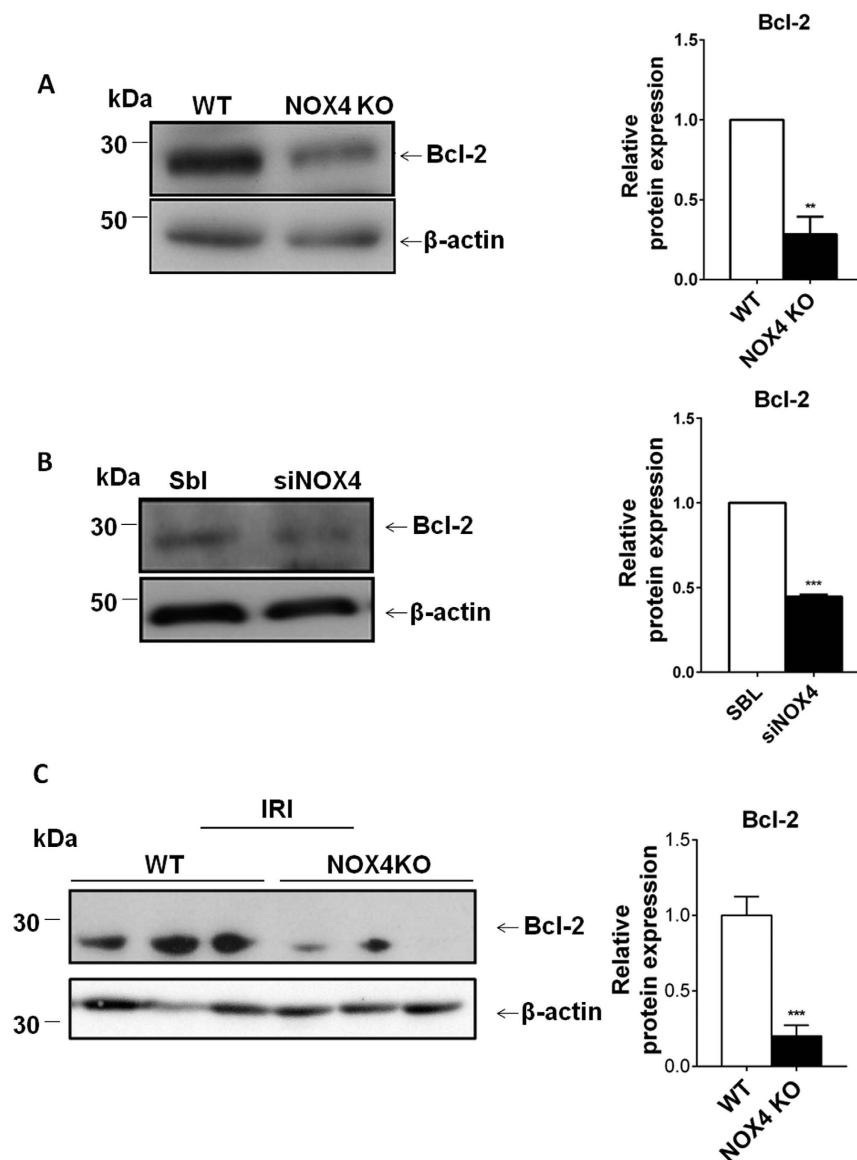 A
kDa
WT NOX4 KO
30
←Bcl-2
50
←β-actin
Bcl-2
Relative
protein expression
1.5
1.0
0.5
0.0
**
WT
NOX4 KO
B
kDa
Sbl siNOX4
30
←Bcl-2
50
←β-actin
Bcl-2
Relative
protein expression
1.5
1.0
0.5
0.0
***
SBL
siNOX4
C
IRI
kDa
WT NOX4KO
30
←Bcl-2
30
←β-actin
Bcl-2
Relative
protein expression
1.5
1.0
0.5
0.0
***
WT
NOX4 KO